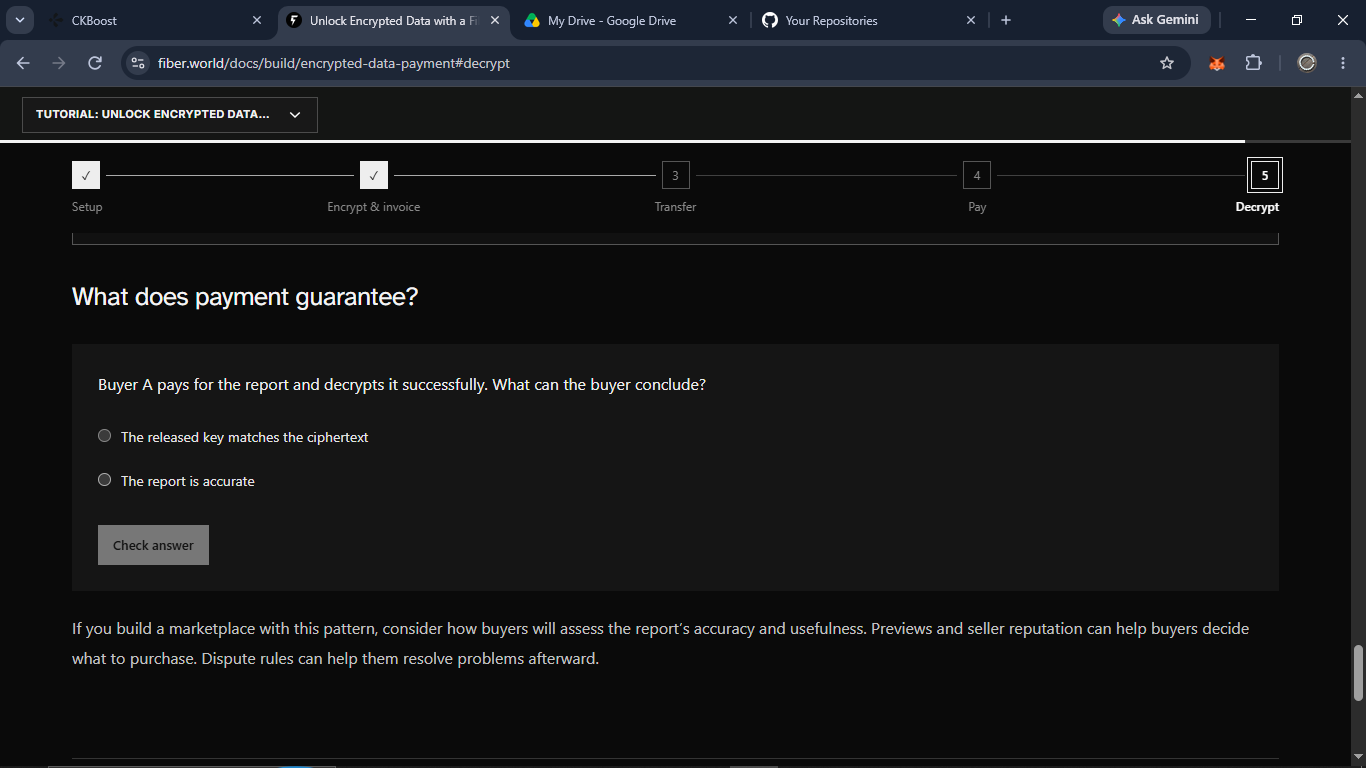 CKBoost
Unlock Encrypted Data with a Fi
My Drive - Google Drive
Your Repositories
Ask Gemini
fiber.world/docs/build/encrypted-data-payment#decrypt
TUTORIAL: UNLOCK ENCRYPTED DATA...
✓
✓
3
4
5
Setup
Encrypt & invoice
Transfer
Pay
Decrypt
What does payment guarantee?
Buyer A pays for the report and decrypts it successfully. What can the buyer conclude?
The released key matches the ciphertext
The report is accurate
Check answer
If you build a marketplace with this pattern, consider how buyers will assess the report's accuracy and usefulness. Previews and seller reputation can help buyers decide
what to purchase. Dispute rules can help them resolve problems afterward.